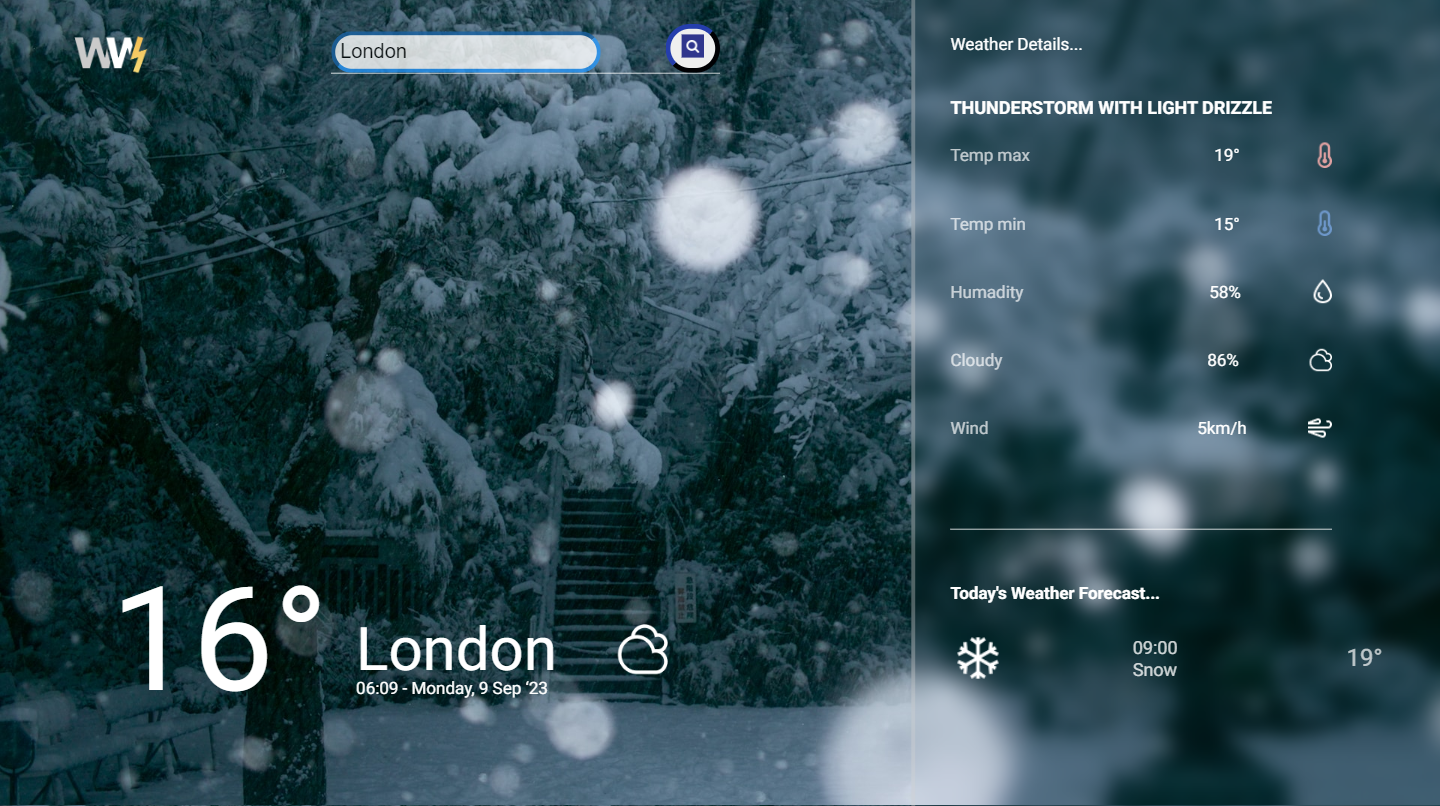 WW
London
16°
London
06:09 - Monday, 9 Sep ‘23
Weather Details...
THUNDERSTORM WITH LIGHT DRIZZLE
Temp max 19°
Temp min 15°
Humadity 58%
Cloudy 86%
Wind 5km/h
Today's Weather Forecast...
09:00
Snow
19°